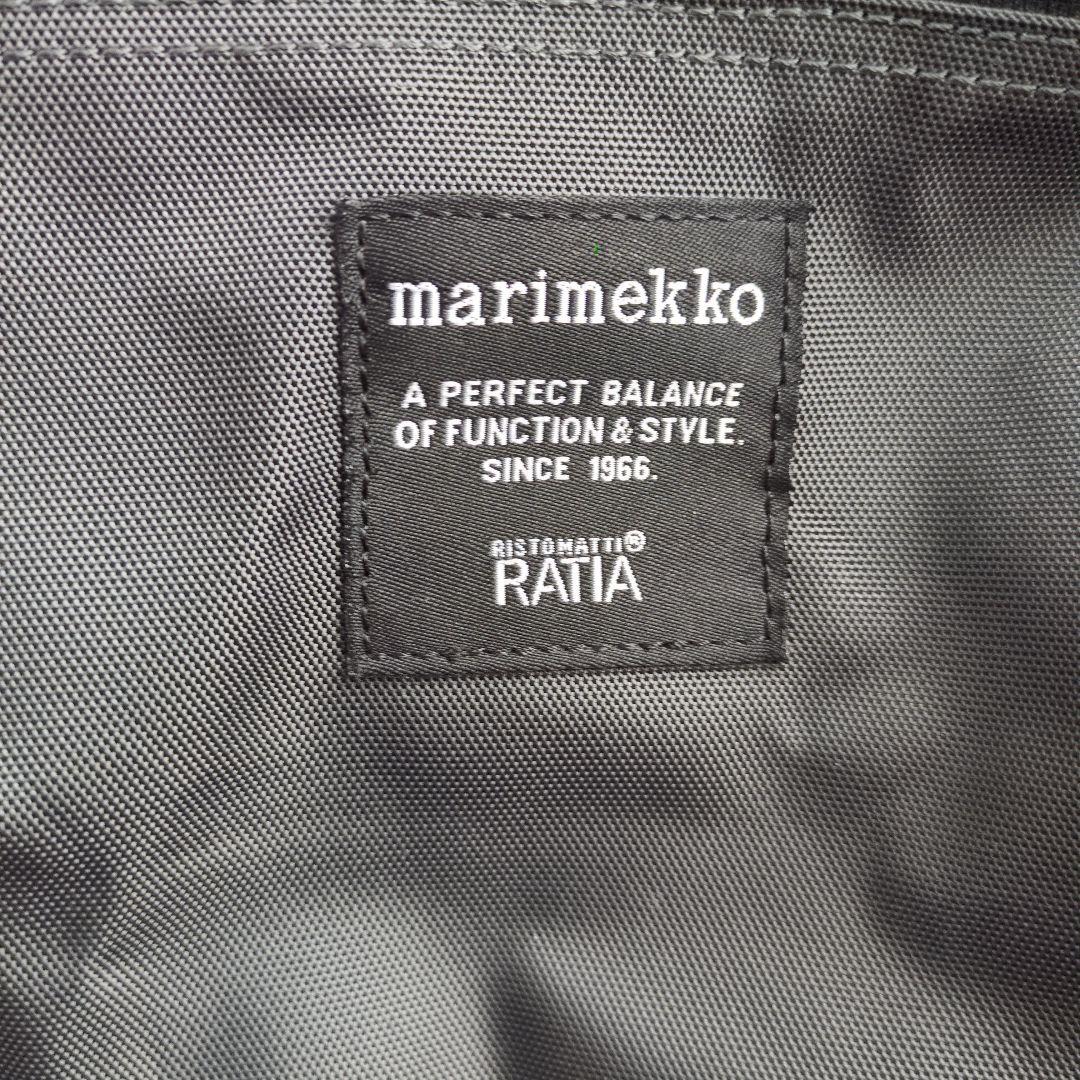 marimekko
A PERFECT BALANCE
OF FUNCTION & STYLE.
SINCE 1966.
RISTOMATTI®
RATIA